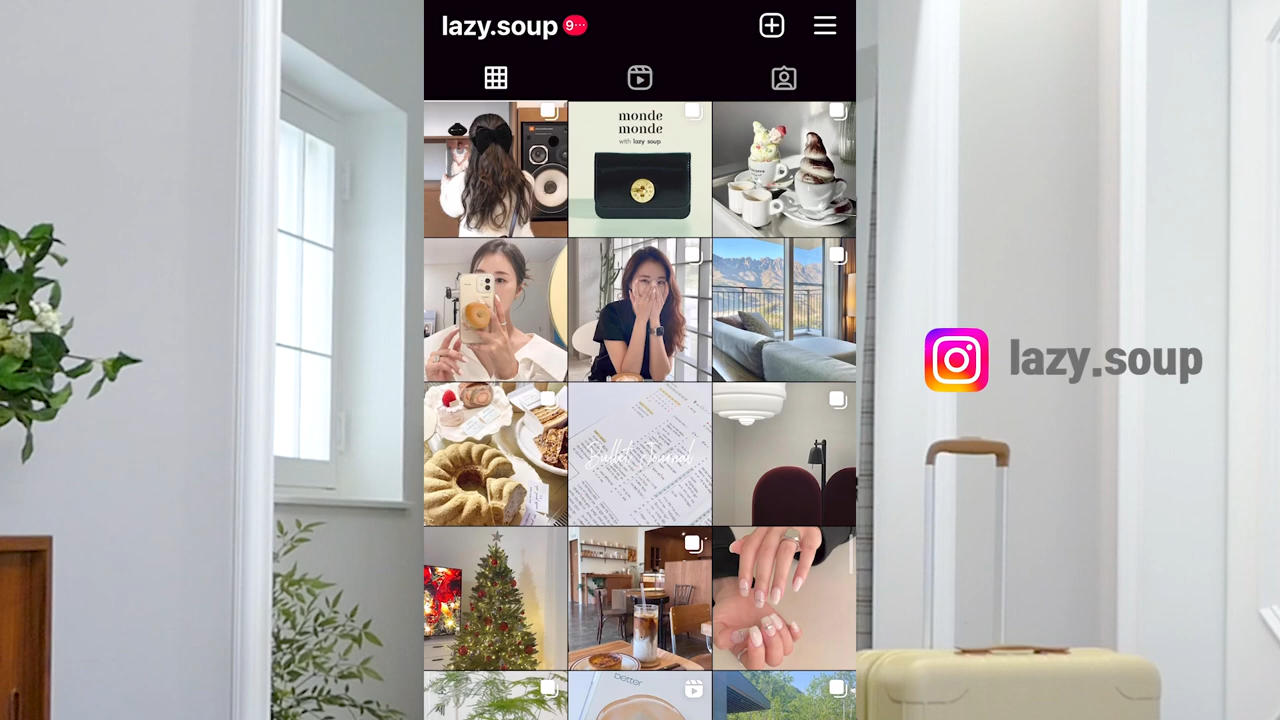 lazy.soup
9...
monde
monde
with lazy soup
Bullet Journal
better
lazy.soup